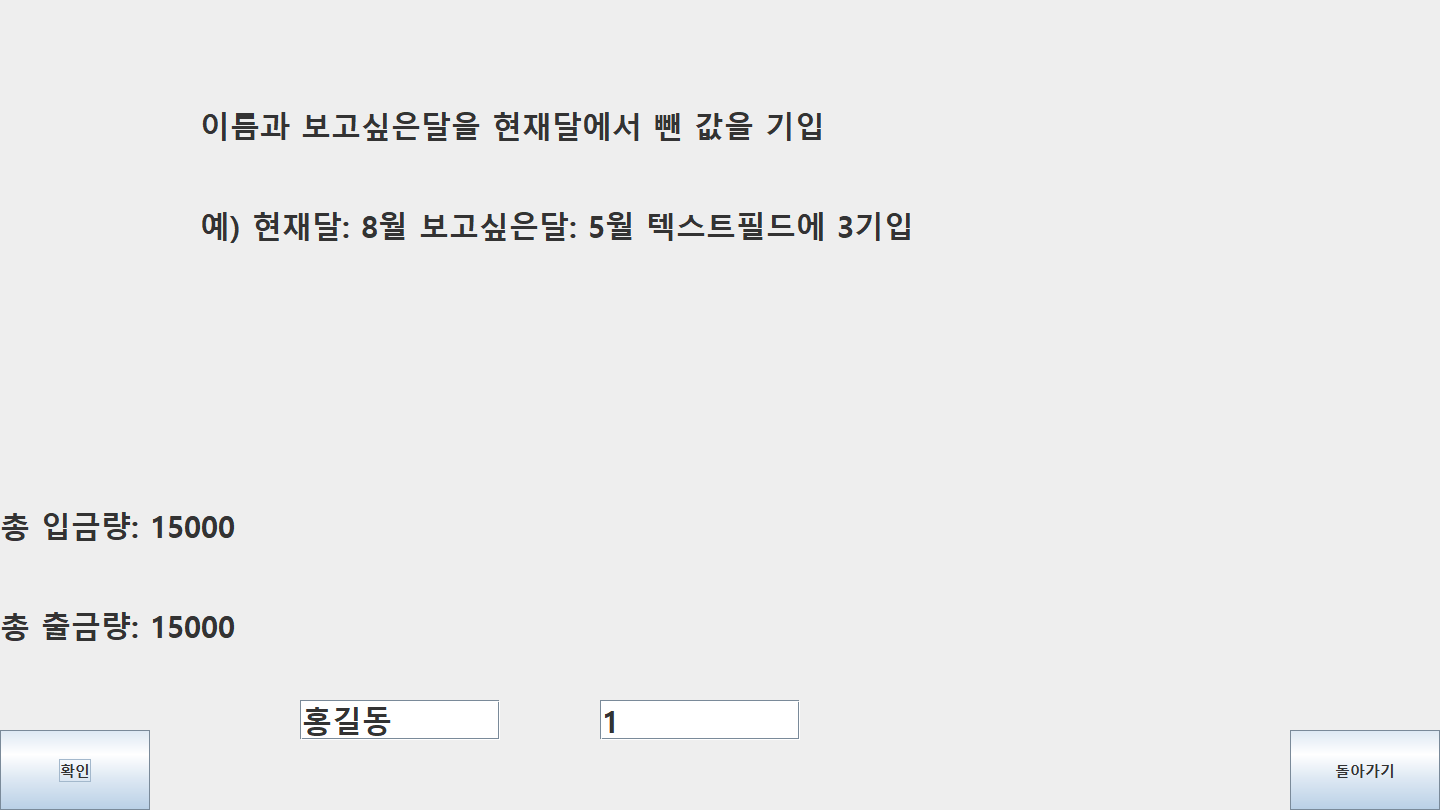 이틈과 보고싶은달을 현재달에서 뺀 값을 기입
예) 현재달: 8월 보고싶은달: 5월 텍스트필드에 3기입
총 입금량: 15000
총 출금량: 15000
홍길동 1
확인 돌아가기